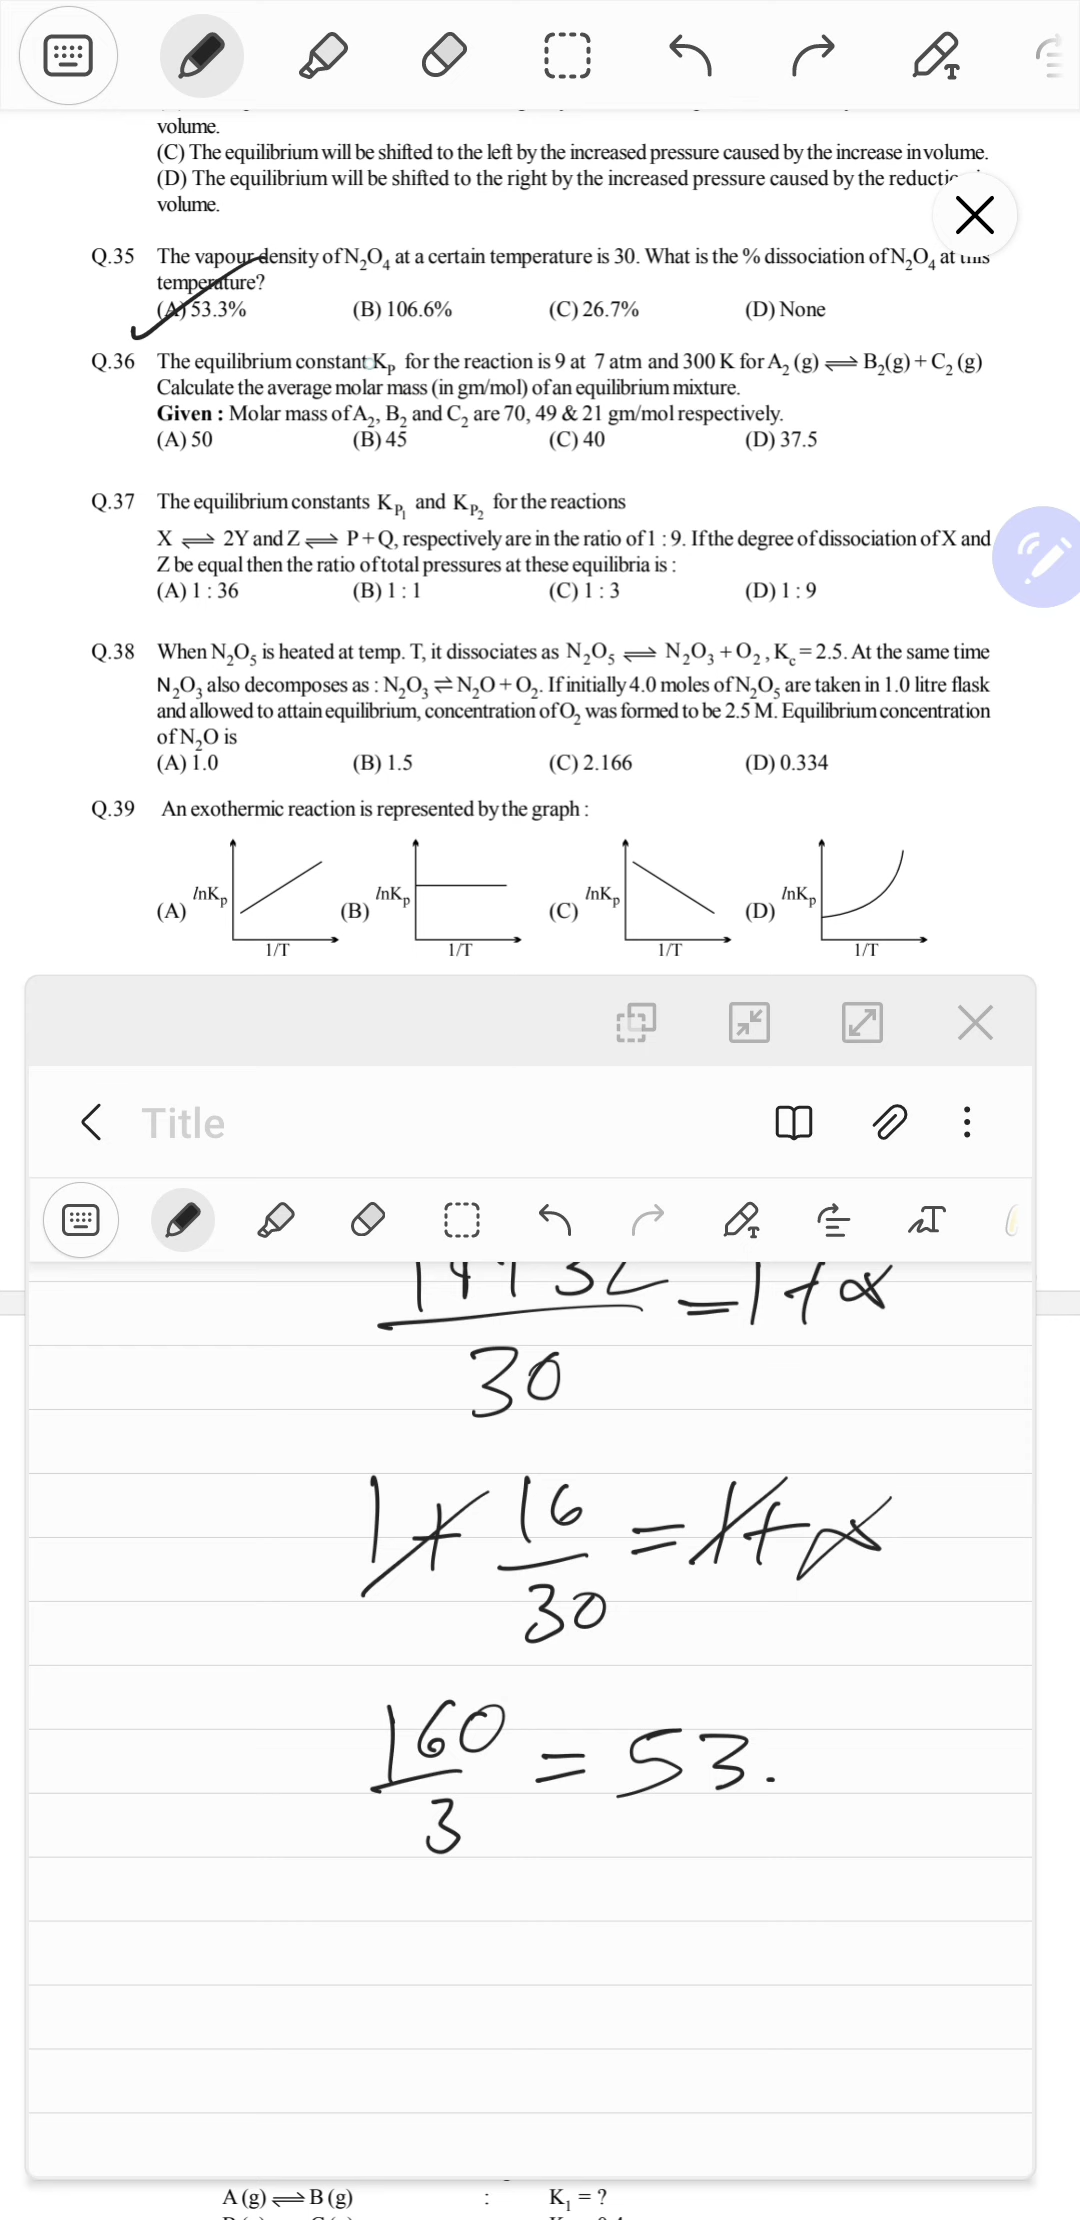 volume.
(C) The equilibrium will be shifted to the left by the increased pressure caused by the increase in volume.
(D) The equilibrium will be shifted to the right by the increased pressure caused by the reduction
volume.
Q.35 The vapour density of N₂O₄ at a certain temperature is 30. What is the % dissociation of N₂O₄ at this
temperature?
(A) 53.3% (B) 106.6% (C) 26.7% (D) None
Q.36 The equilibrium constant Kₚ for the reaction is 9 at 7 atm and 300 K for A₂ (g) ⇌ B₂(g) + C₂ (g)
Calculate the average molar mass (in gm/mol) of an equilibrium mixture.
Given : Molar mass of A₂, B₂ and C₂ are 70, 49 & 21 gm/mol respectively.
(A) 50 (B) 45 (C) 40 (D) 37.5
Q.37 The equilibrium constants K_P₁ and K_P₂ for the reactions
X ⇌ 2Y and Z ⇌ P + Q, respectively are in the ratio of 1 : 9. If the degree of dissociation of X and
Z be equal then the ratio of total pressures at these equilibria is :
(A) 1 : 36 (B) 1 : 1 (C) 1 : 3 (D) 1 : 9
Q.38 When N₂O₅ is heated at temp. T, it dissociates as N₂O₅ ⇌ N₂O₃ + O₂ , K_c = 2.5. At the same time
N₂O₃ also decomposes as : N₂O₃ ⇌ N₂O + O₂. If initially 4.0 moles of N₂O₅ are taken in 1.0 litre flask
and allowed to attain equilibrium, concentration of O₂ was formed to be 2.5 M. Equilibrium concentration
of N₂O is
(A) 1.0 (B) 1.5 (C) 2.166 (D) 0.334
Q.39 An exothermic reaction is represented by the graph :
(A) lnKₚ 1/T (B) lnKₚ 1/T (C) lnKₚ 1/T (D) lnKₚ 1/T
Title
= 1 + α
30
1 + 16/30 = 1 + α
160/3 = 53.
A (g) ⇌ B (g) : K₁ = ?